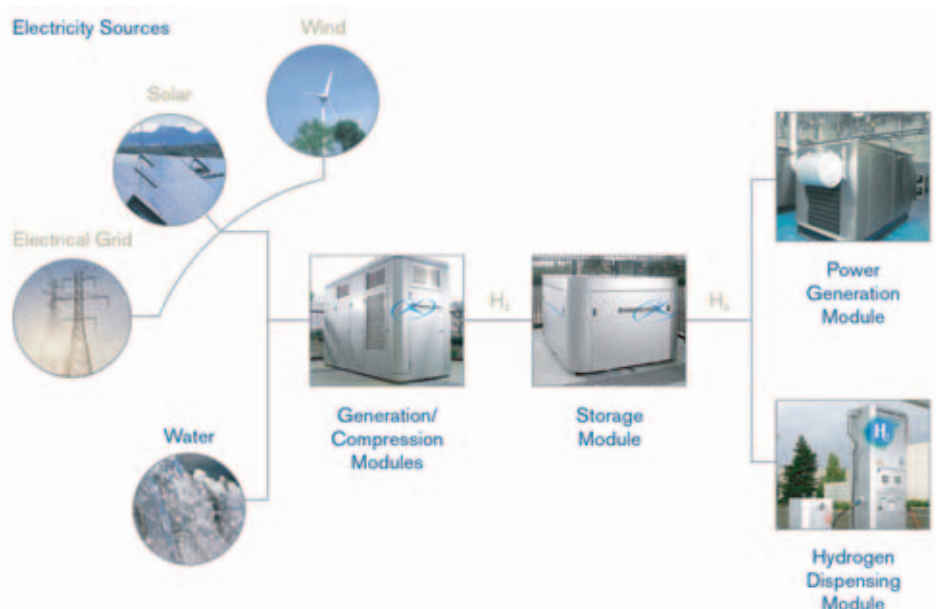 Electricity Sources
Wind
Solar
Electrical Grid
H₂
H₂
Power
Generation
Module
Generation/
Compression
Modules
Storage
Module
Water
H₂
Hydrogen
Dispensing
Module